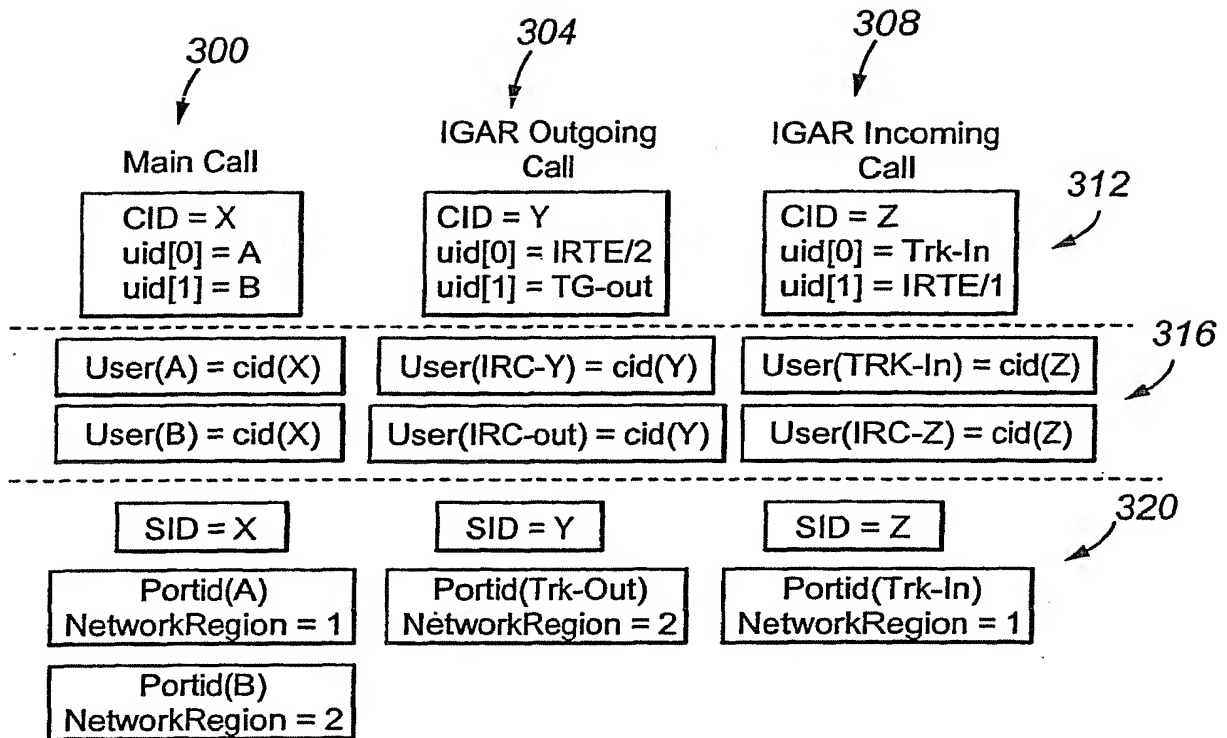 300
304
308
Main Call
IGAR Outgoing
Call
IGAR Incoming
Call
312
CID = X
uid[0] = A
uid[1] = B
CID = Y
uid[0] = IRTE/2
uid[1] = TG-out
CID = Z
uid[0] = Trk-In
uid[1] = IRTE/1
316
User(A) = cid(X)
User(IRC-Y) = cid(Y)
User(TRK-In) = cid(Z)
User(B) = cid(X)
User(IRC-out) = cid(Y)
User(IRC-Z) = cid(Z)
320
SID = X
SID = Y
SID = Z
Portid(A)
NetworkRegion = 1
Portid(Trk-Out)
NetworkRegion = 2
Portid(Trk-In)
NetworkRegion = 1
Portid(B)
NetworkRegion = 2